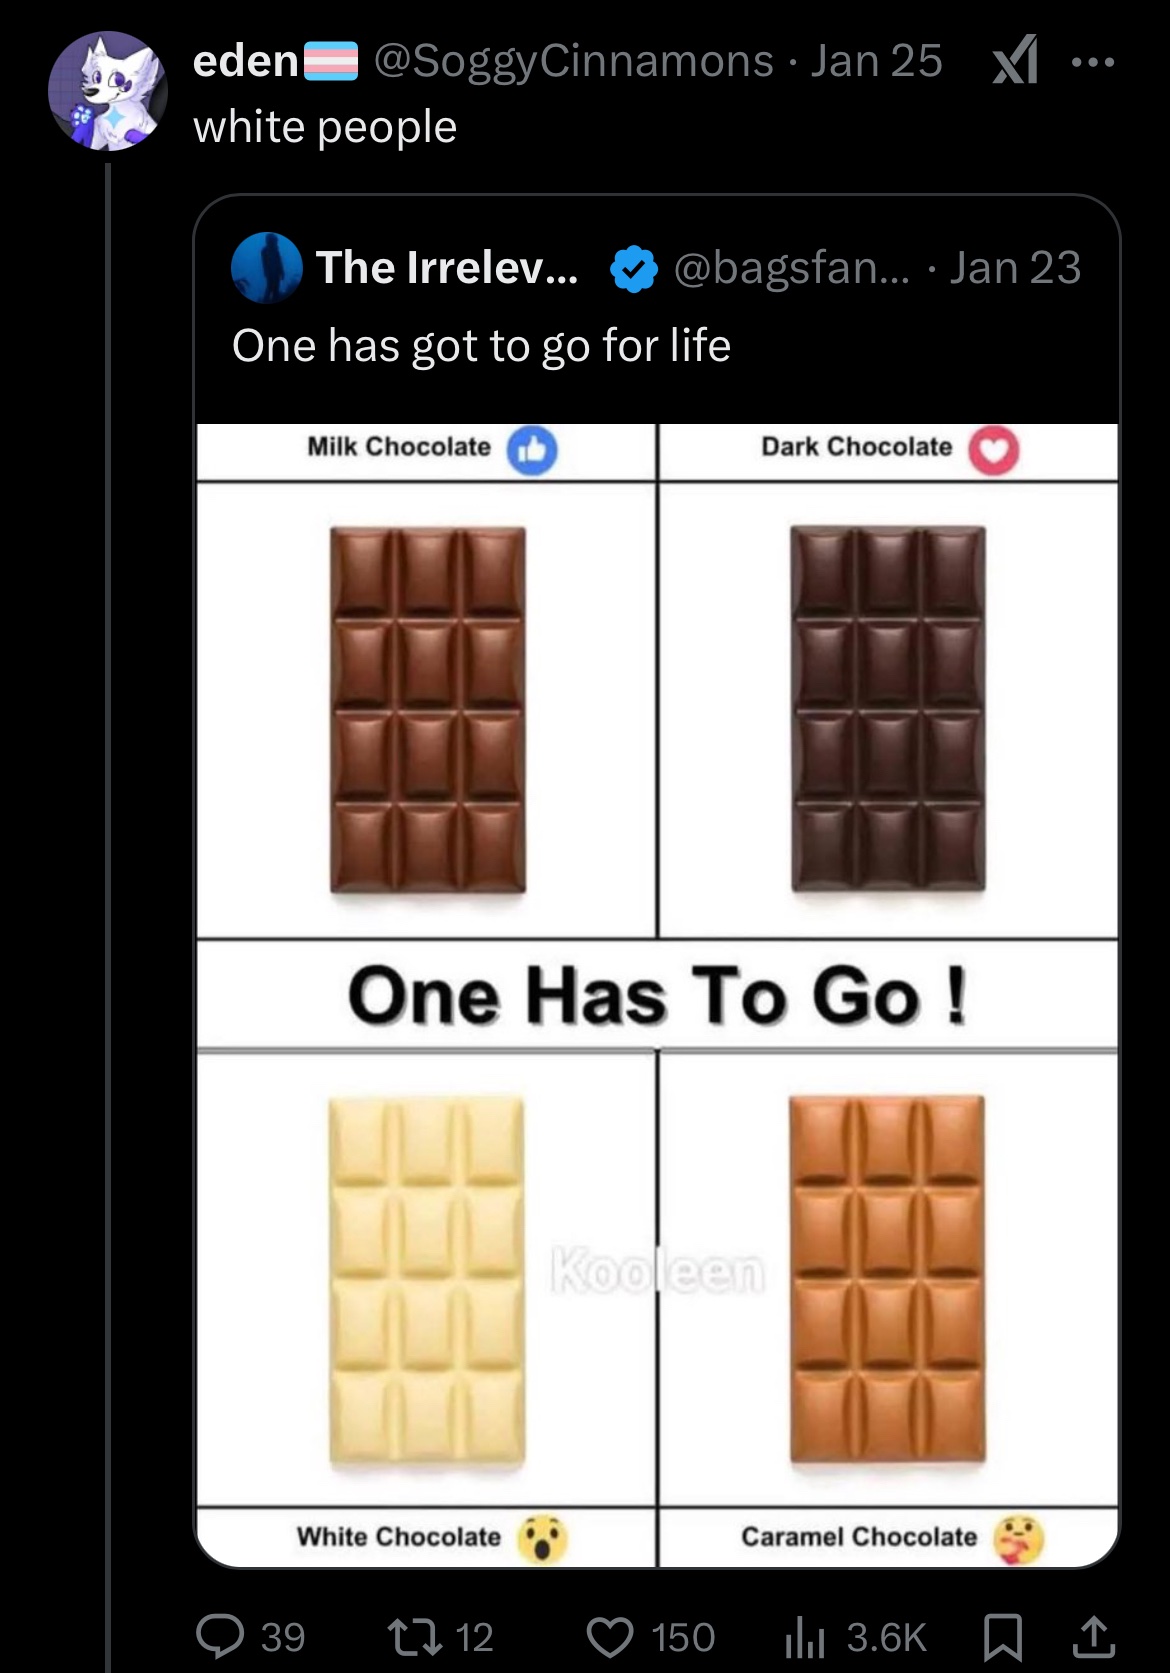 eden @SoggyCinnamons · Jan 25
white people
The Irrelev... @bagsfan... · Jan 23
One has got to go for life
Milk Chocolate
Dark Chocolate
One Has To Go !
Kooleen
White Chocolate
Caramel Chocolate
39 12 150 3.6K